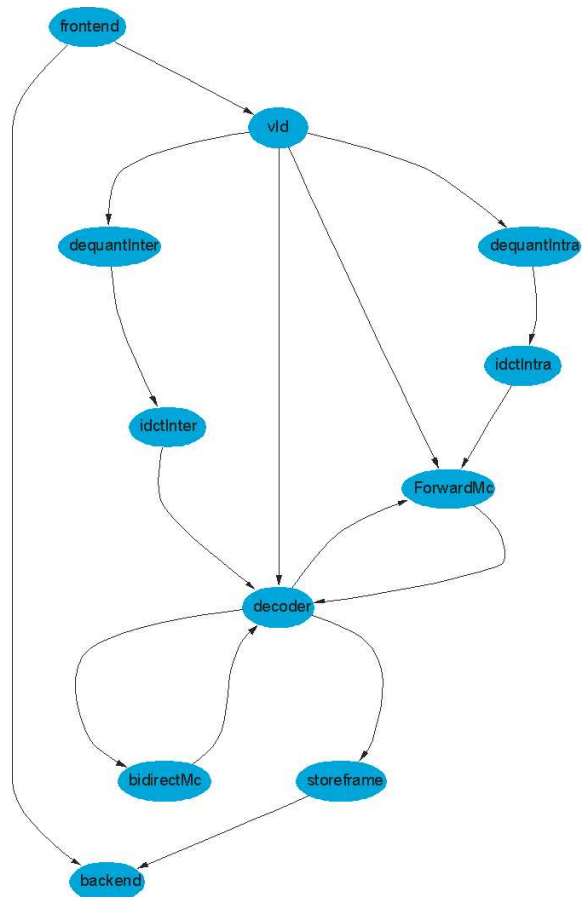 frontend
vld
dequantInter
dequantIntra
idctIntra
idctInter
ForwardMc
decoder
bidirectMc
storeframe
backend